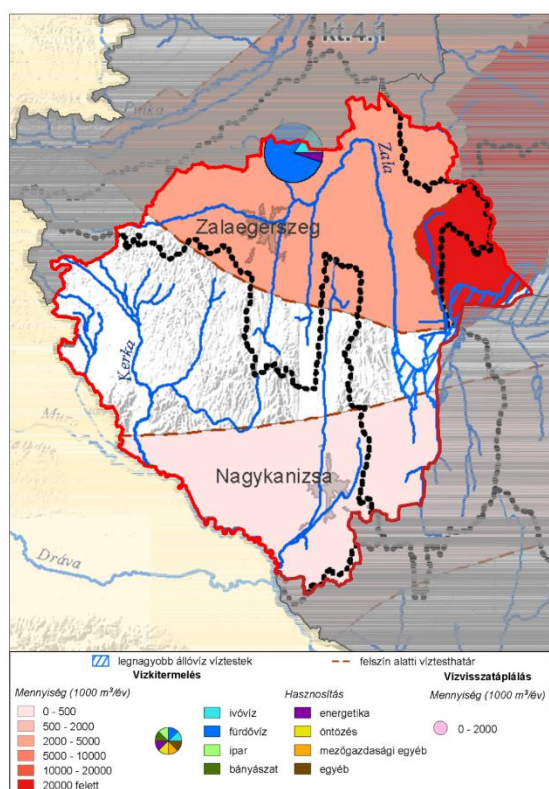 kt.4.1
Pinka
Zala
Zalaegerszeg
Kerka
Mura
Nagykanizsa
Dráva
legnagyobb állóvíz víztestek
felszín alatti víztesthatár
Vízkitermelés
Vízvisszatáplálás
Mennyiség (1000 m³/év)
Hasznosítás
Mennyiség (1000 m³/év)
0 - 500
500 - 2000
2000 - 5000
5000 - 10000
10000 - 20000
20000 felett
ivóvíz
fürdővíz
ipar
bányászat
energetika
öntözés
mezőgazdasági egyéb
egyéb
0 - 2000